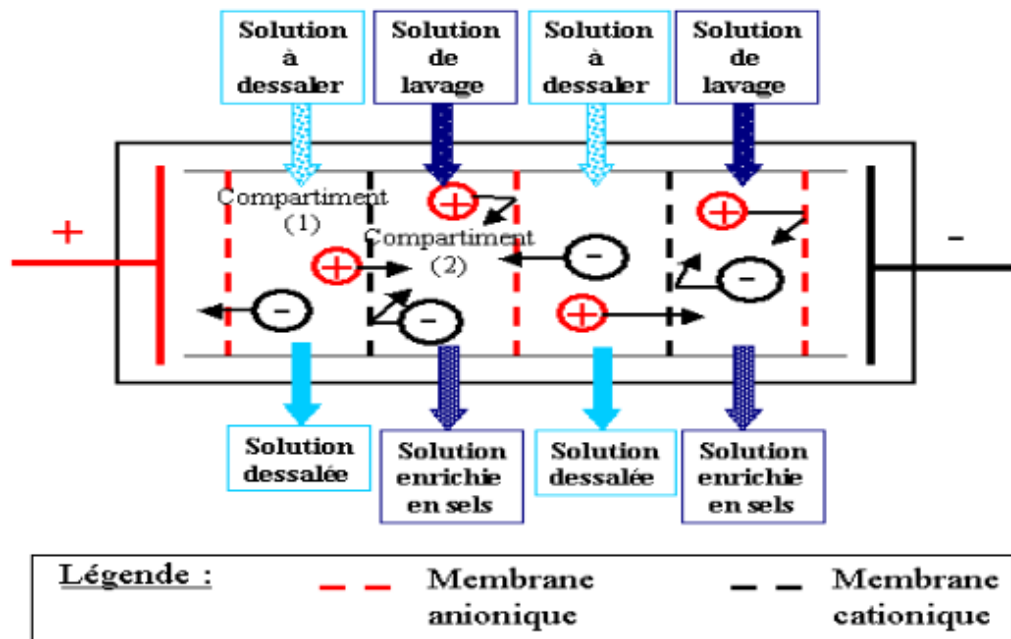 Solution
à
dessaler
Solution
de
lavage
Solution
à
dessaler
Solution
de
lavage
Compartiment
(1)
+
Compartiment
(2)
+
+
-
+
-
-
-
+
-
Solution
dessalée
Solution
enrichie
en sels
Solution
dessalée
Solution
enrichie
en sels
Légende :
Membrane
anionique
Membrane
cationique